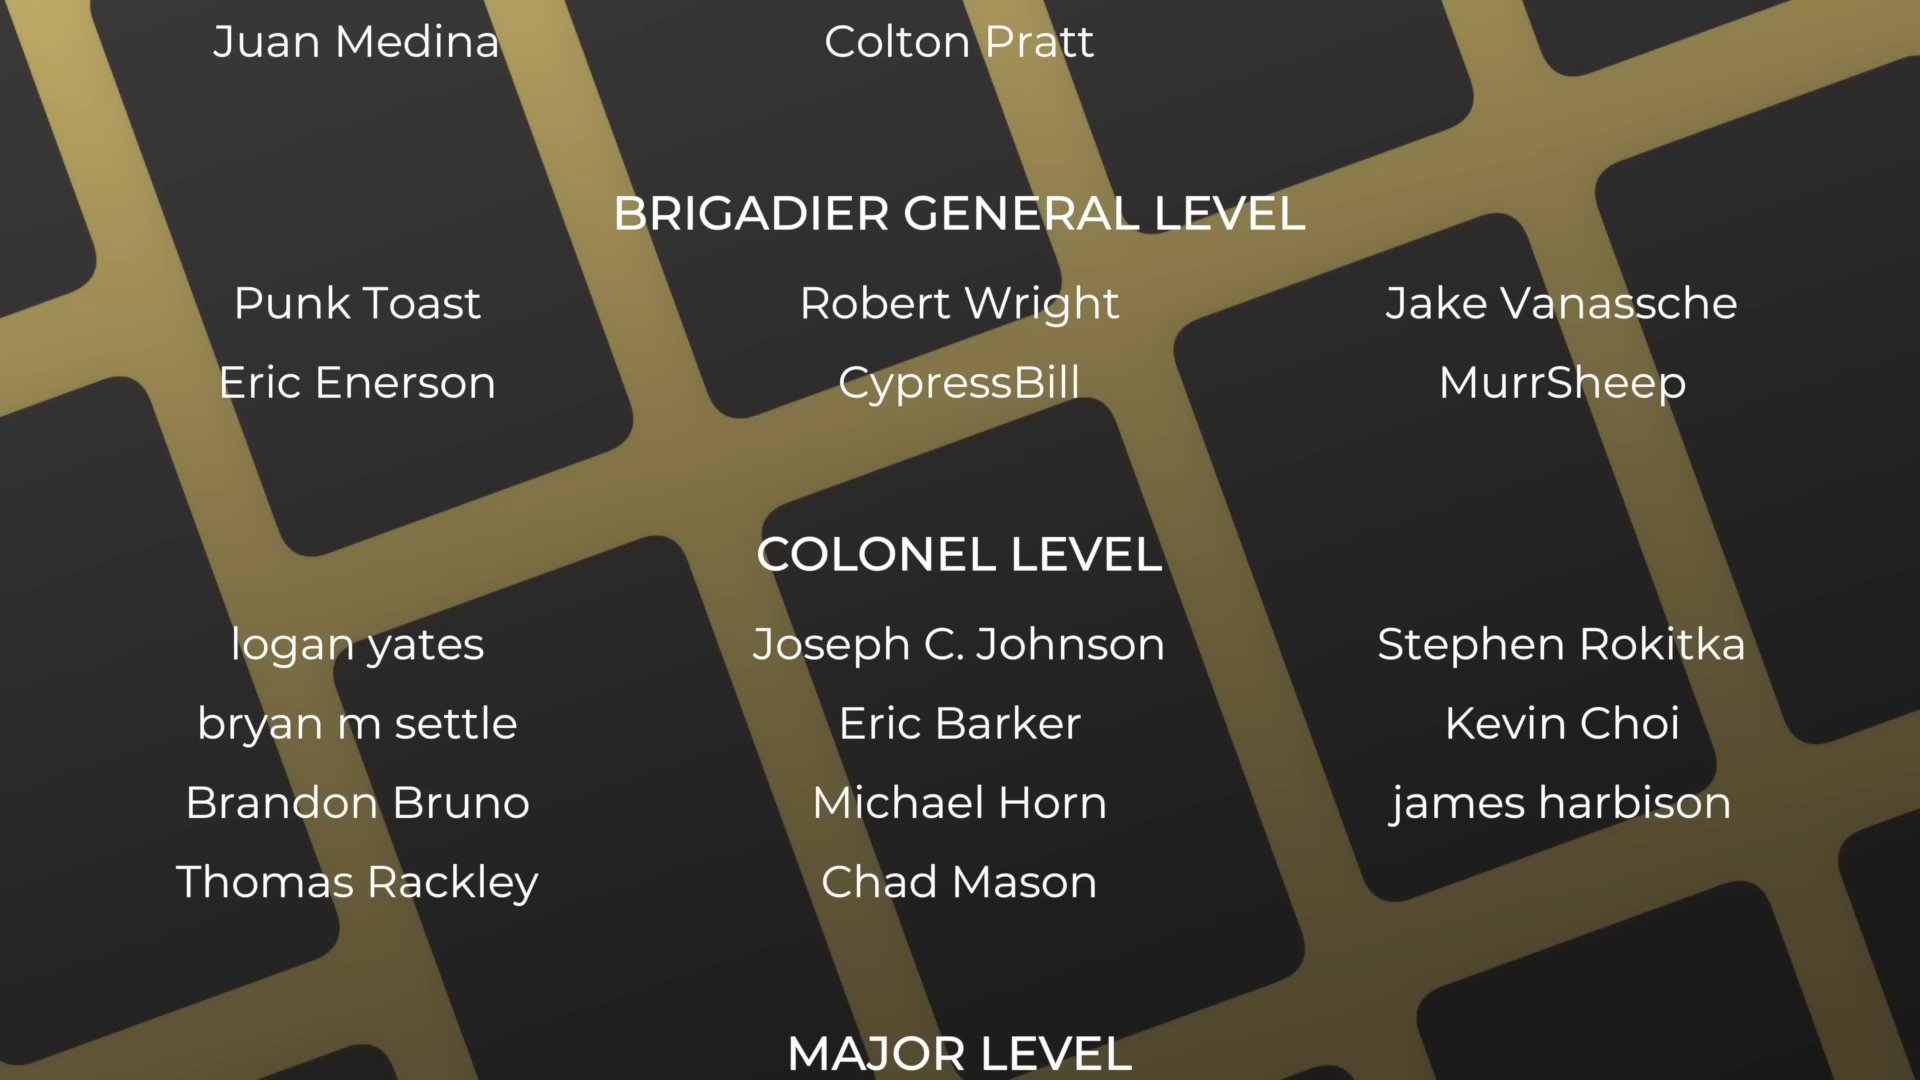 Juan Medina Colton Pratt
BRIGADIER GENERAL LEVEL
Punk Toast Robert Wright Jake Vanassche
Eric Enerson CypressBill MurrSheep
COLONEL LEVEL
logan yates Joseph C. Johnson Stephen Rokitka
bryan m settle Eric Barker Kevin Choi
Brandon Bruno Michael Horn james harbison
Thomas Rackley Chad Mason
MAJOR LEVEL